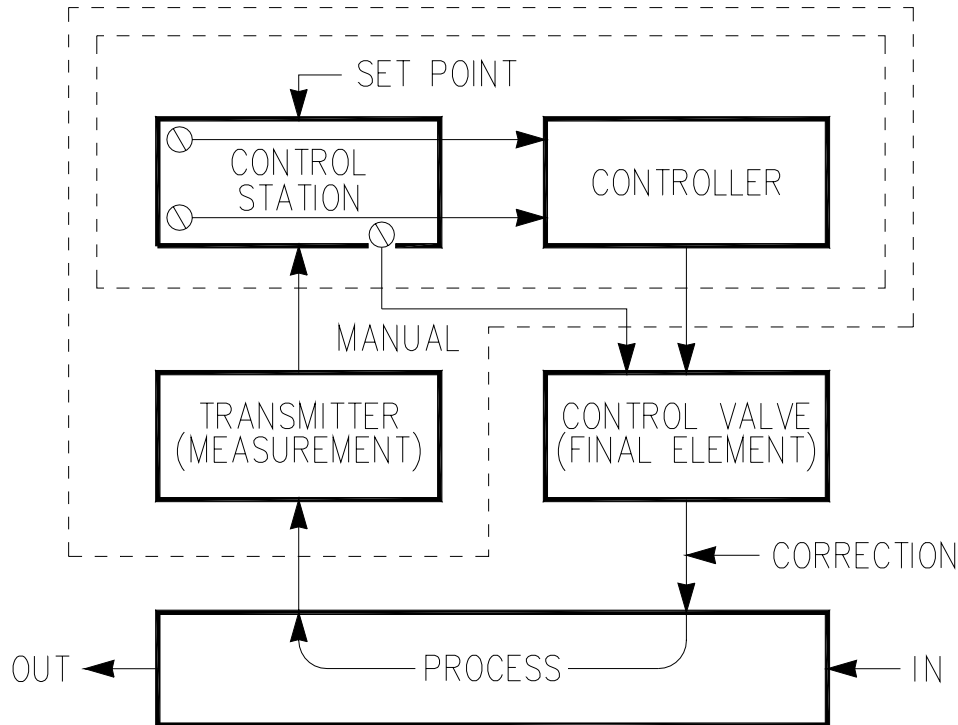 SET POINT
CONTROL
STATION
CONTROLLER
MANUAL
TRANSMITTER
(MEASUREMENT)
CONTROL VALVE
(FINAL ELEMENT)
CORRECTION
OUT
PROCESS
IN